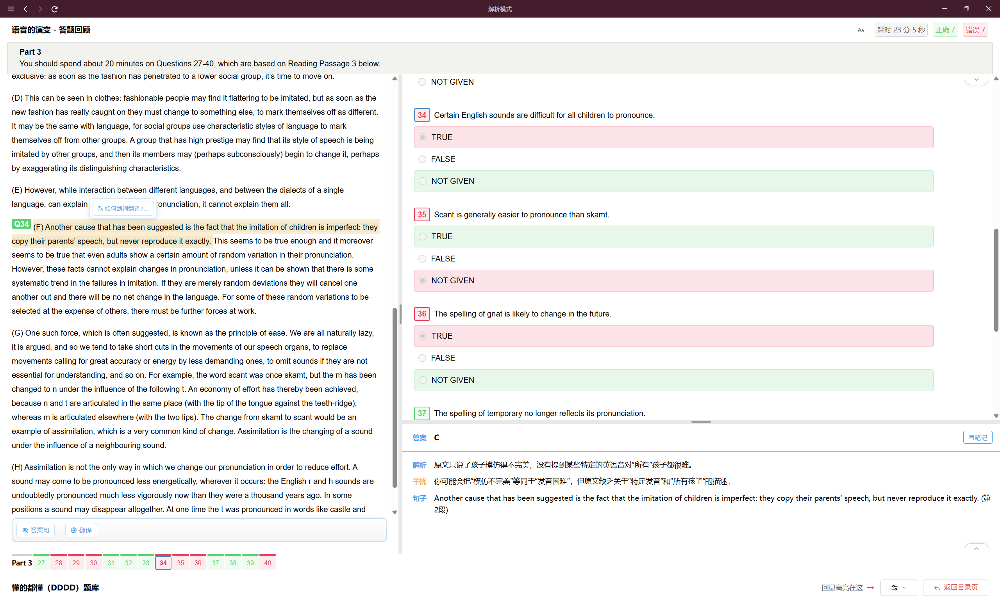 解析模式
语音的演变 - 答题回顾
耗时 23 分 5 秒
正确 7
错误 7
Part 3
You should spend about 20 minutes on Questions 27-40, which are based on Reading Passage 3 below.
exclusive: as soon as the fashion has penetrated to a lower social group, it's time to move on.
(D) This can be seen in clothes: fashionable people may find it flattering to be imitated, but as soon as the
new fashion has really caught on they must change to something else, to mark themselves off as different.
It may be the same with language, for social groups use characteristic styles of language to mark
themselves off from other groups. A group that has high prestige may find that its style of speech is being
imitated by other groups, and then its members may (perhaps subconsciously) begin to change it, perhaps
by exaggerating its distinguishing characteristics.
(E) However, while interaction between different languages, and between the dialects of a single
language, can explain
如何划词翻译 /...
ronunciation, it cannot explain them all.
Q34
(F) Another cause that has been suggested is the fact that the imitation of children is imperfect: they
copy their parents’ speech, but never reproduce it exactly. This seems to be true enough and it moreover
seems to be true that even adults show a certain amount of random variation in their pronunciation.
However, these facts cannot explain changes in pronunciation, unless it can be shown that there is some
systematic trend in the failures in imitation. If they are merely random deviations they will cancel one
another out and there will be no net change in the language. For some of these random variations to be
selected at the expense of others, there must be further forces at work.
(G) One such force, which is often suggested, is known as the principle of ease. We are all naturally lazy,
it is argued, and so we tend to take short cuts in the movements of our speech organs, to replace
movements calling for great accuracy or energy by less demanding ones, to omit sounds if they are not
essential for understanding, and so on. For example, the word scant was once skamt, but the m has been
changed to n under the influence of the following t. An economy of effort has thereby been achieved,
because n and t are articulated in the same place (with the tip of the tongue against the teeth-ridge),
whereas m is articulated elsewhere (with the two lips). The change from skamt to scant would be an
example of assimilation, which is a very common kind of change. Assimilation is the changing of a sound
under the influence of a neighbouring sound.
(H) Assimilation is not the only way in which we change our pronunciation in order to reduce effort. A
sound may come to be pronounced less energetically, wherever it occurs: the English r and h sounds are
undoubtedly pronounced much less vigorously now than they were a thousand years ago. In some
positions a sound may disappear altogether. At one time the t was pronounced in words like castle and
答案句
翻译
NOT GIVEN
34 Certain English sounds are difficult for all children to pronounce.
TRUE
FALSE
NOT GIVEN
35 Scant is generally easier to pronounce than skamt.
TRUE
FALSE
NOT GIVEN
36 The spelling of gnat is likely to change in the future.
TRUE
FALSE
NOT GIVEN
37 The spelling of temporary no longer reflects its pronunciation.
答案 C
写笔记
解析 原文只说了孩子模仿得不完美，没有提到某些特定的英语音对“所有”孩子都很难。
干扰 你可能会把“模仿不完美”等同于“发音困难”，但原文缺乏关于“特定发音”和“所有孩子”的描述。
句子 Another cause that has been suggested is the fact that the imitation of children is imperfect: they copy their parents' speech, but never reproduce it exactly. (第
2段)
Part 3 27 28 29 30 31 32 33 34 35 36 37 38 39 40
懂的都懂（DDDD）题库
回显高亮在这 →
返回目录页